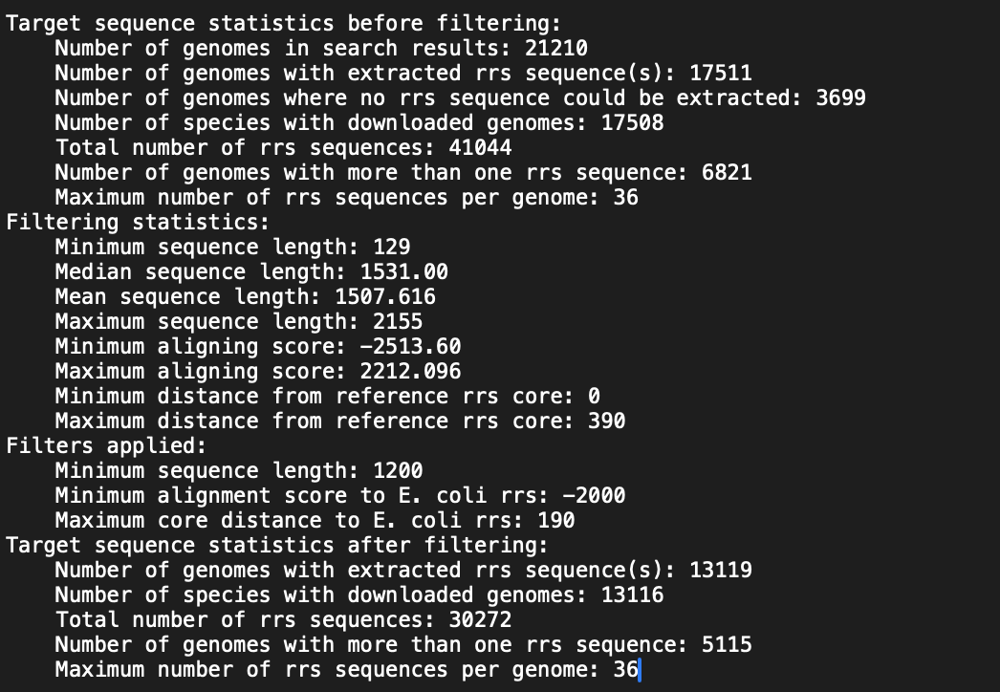 Target sequence statistics before filtering:
Number of genomes in search results: 21210
Number of genomes with extracted rrs sequence(s): 17511
Number of genomes where no rrs sequence could be extracted: 3699
Number of species with downloaded genomes: 17508
Total number of rrs sequences: 41044
Number of genomes with more than one rrs sequence: 6821
Maximum number of rrs sequences per genome: 36
Filtering statistics:
Minimum sequence length: 129
Median sequence length: 1531.00
Mean sequence length: 1507.616
Maximum sequence length: 2155
Minimum aligning score: -2513.60
Maximum aligning score: 2212.096
Minimum distance from reference rrs core: 0
Maximum distance from reference rrs core: 390
Filters applied:
Minimum sequence length: 1200
Minimum alignment score to E. coli rrs: -2000
Maximum core distance to E. coli rrs: 190
Target sequence statistics after filtering:
Number of genomes with extracted rrs sequence(s): 13119
Number of species with downloaded genomes: 13116
Total number of rrs sequences: 30272
Number of genomes with more than one rrs sequence: 5115
Maximum number of rrs sequences per genome: 36